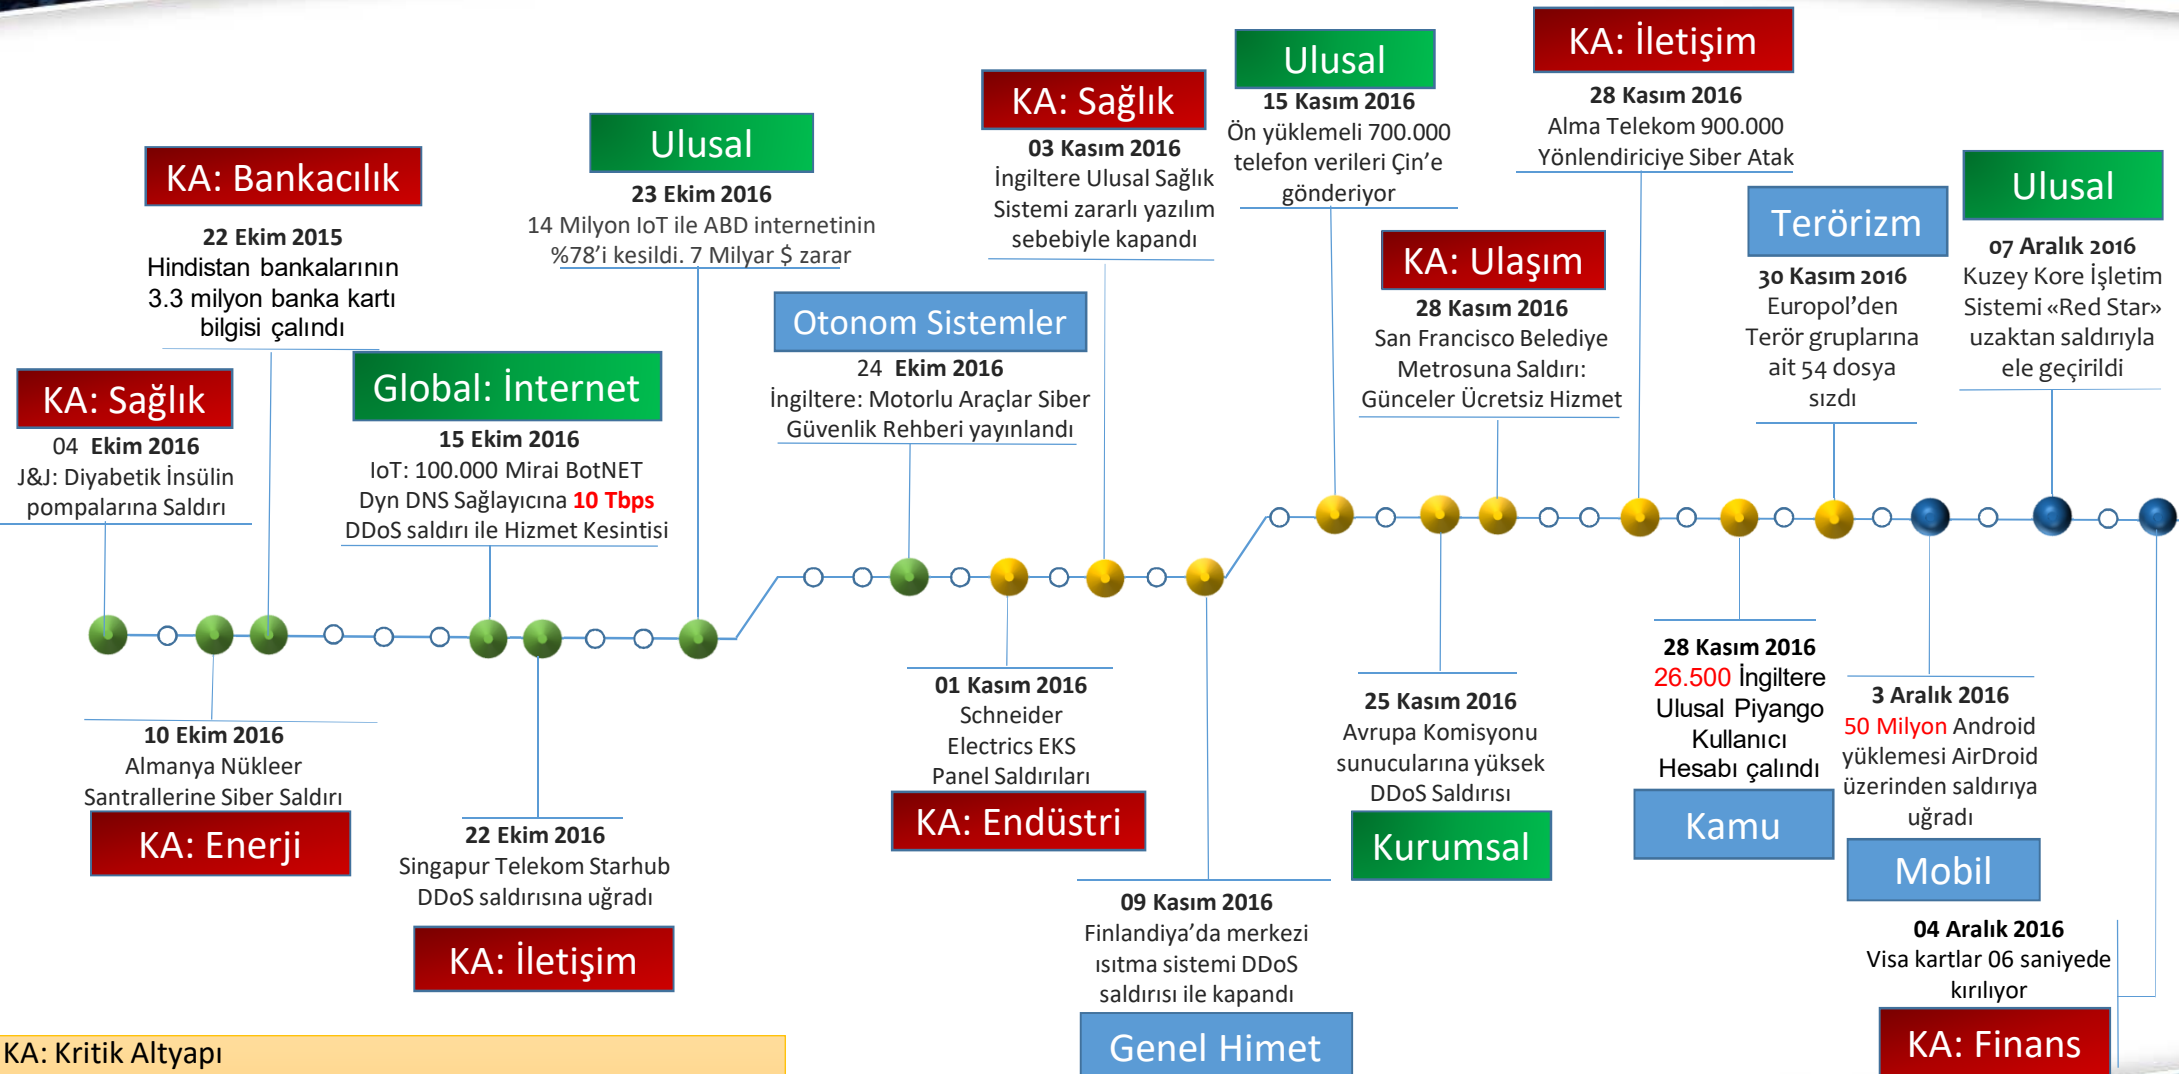 KA: Sağlık
04 Ekim 2016
J&J: Diyabetik İnsülin
pompalarına Saldırı
10 Ekim 2016
Almanya Nükleer
Santrallerine Siber Saldırı
KA: Enerji
KA: Bankacılık
22 Ekim 2015
Hindistan bankalarının
3.3 milyon banka kartı
bilgisi çalındı
Global: İnternet
15 Ekim 2016
IoT: 100.000 Mirai BotNET
Dyn DNS Sağlayıcına 10 Tbps
DDoS saldırı ile Hizmet Kesintisi
22 Ekim 2016
Singapur Telekom Starhub
DDoS saldırısına uğradı
KA: İletişim
Ulusal
23 Ekim 2016
14 Milyon IoT ile ABD internetinin
%78'i kesildi. 7 Milyar $ zarar
Otonom Sistemler
24 Ekim 2016
İngiltere: Motorlu Araçlar Siber
Güvenlik Rehberi yayınlandı
01 Kasım 2016
Schneider
Electrics EKS
Panel Saldırıları
KA: Endüstri
KA: Sağlık
03 Kasım 2016
İngiltere Ulusal Sağlık
Sistemi zararlı yazılım
sebebiyle kapandı
09 Kasım 2016
Finlandiya'da merkezi
ısıtma sistemi DDoS
saldırısı ile kapandı
Genel Himet
Ulusal
15 Kasım 2016
Ön yüklemeli 700.000
telefon verileri Çin'e
gönderiyor
25 Kasım 2016
Avrupa Komisyonu
sunucularına yüksek
DDoS Saldırısı
Kurumsal
KA: Ulaşım
28 Kasım 2016
San Francisco Belediye
Metrosuna Saldırı:
Günceler Ücretsiz Hizmet
KA: İletişim
28 Kasım 2016
Alma Telekom 900.000
Yönlendiriciye Siber Atak
28 Kasım 2016
26.500 İngiltere
Ulusal Piyango
Kullanıcı
Hesabı çalındı
Kamu
Terörizm
30 Kasım 2016
Europol'den
Terör gruplarına
ait 54 dosya
sızdı
3 Aralık 2016
50 Milyon Android
yüklemesi AirDroid
üzerinden saldırıya
uğradı
Mobil
Ulusal
07 Aralık 2016
Kuzey Kore İşletim
Sistemi «Red Star»
uzaktan saldırıyla
ele geçirildi
04 Aralık 2016
Visa kartlar 06 saniyede
kırılıyor
KA: Finans
KA: Kritik Altyapı